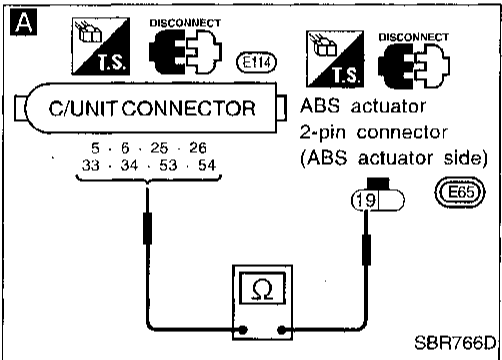 A
T.S.
DISCONNECT
E114
T.S.
DISCONNECT
C/UNIT CONNECTOR
5 · 6 · 25 · 26
33 · 34 · 53 · 54
ABS actuator
2-pin connector
(ABS actuator side)
19
E65
Ω
SBR766D